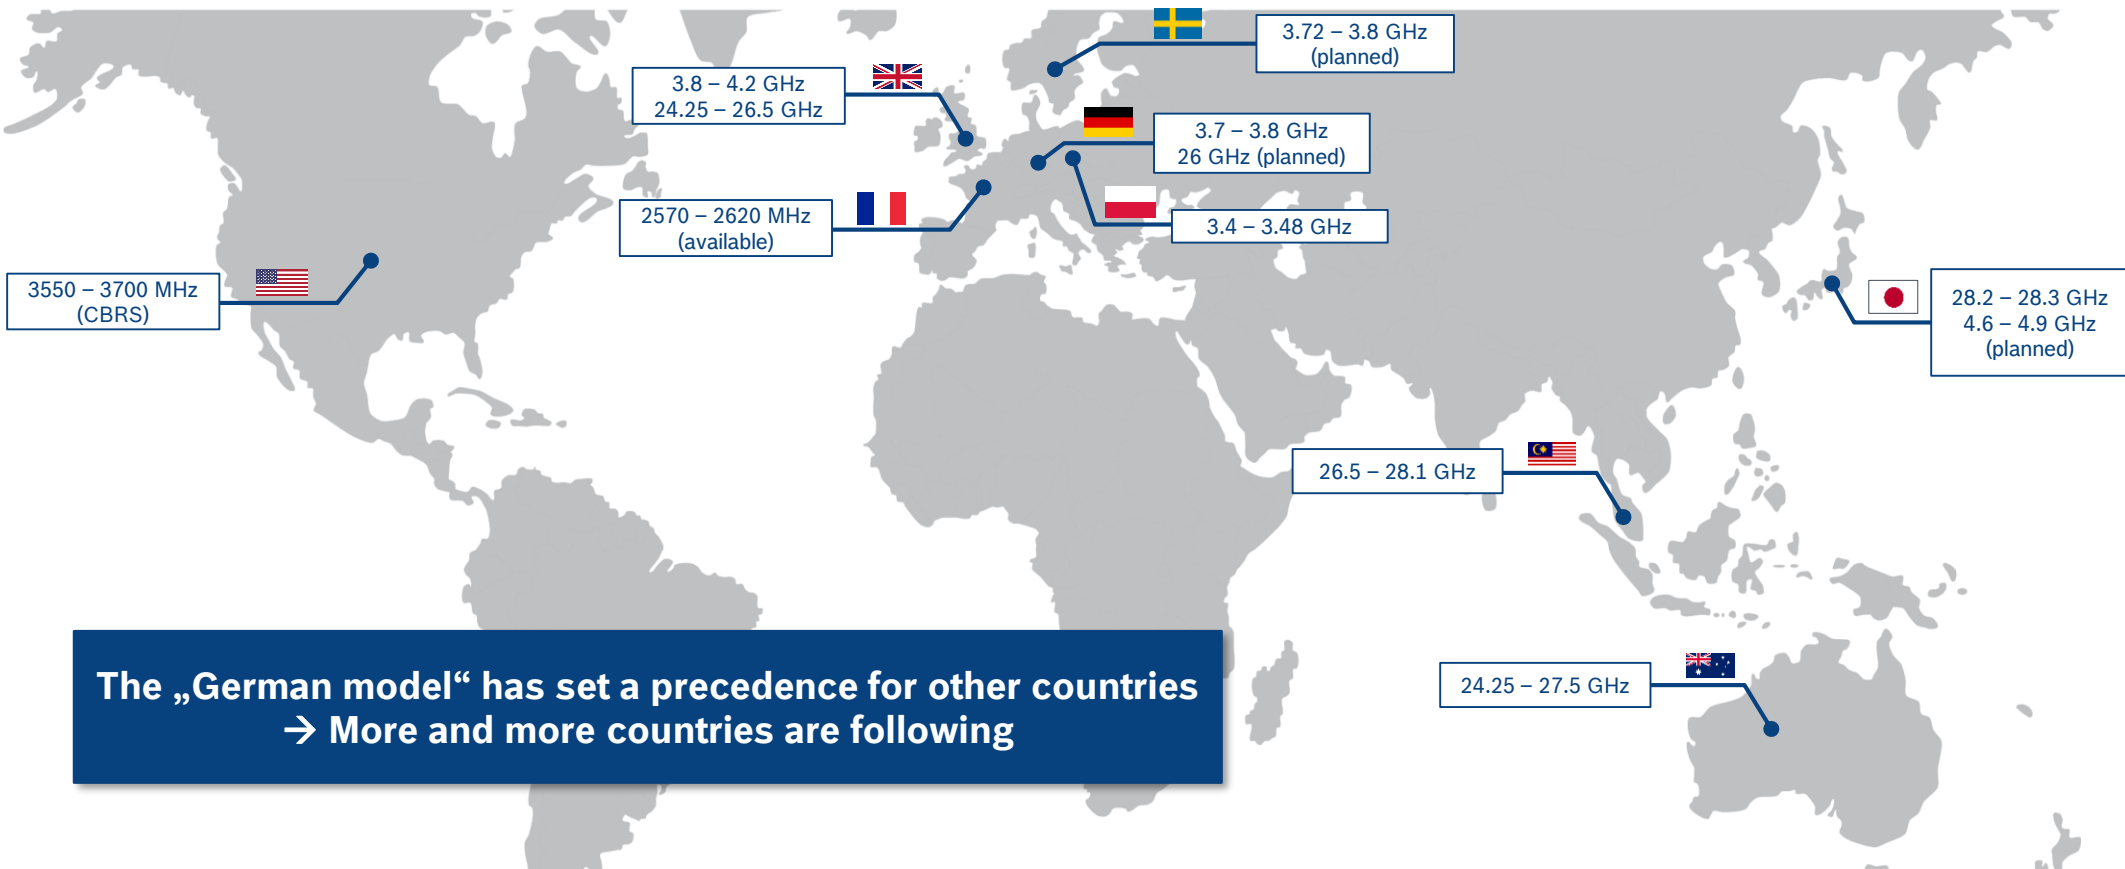 3.72 – 3.8 GHz
(planned)
3.8 – 4.2 GHz
24.25 – 26.5 GHz
3.7 – 3.8 GHz
26 GHz (planned)
2570 – 2620 MHz
(available)
3.4 – 3.48 GHz
3550 – 3700 MHz
(CBRS)
28.2 – 28.3 GHz
4.6 – 4.9 GHz
(planned)
26.5 – 28.1 GHz
24.25 – 27.5 GHz
The „German model“ has set a precedence for other countries
→ More and more countries are following